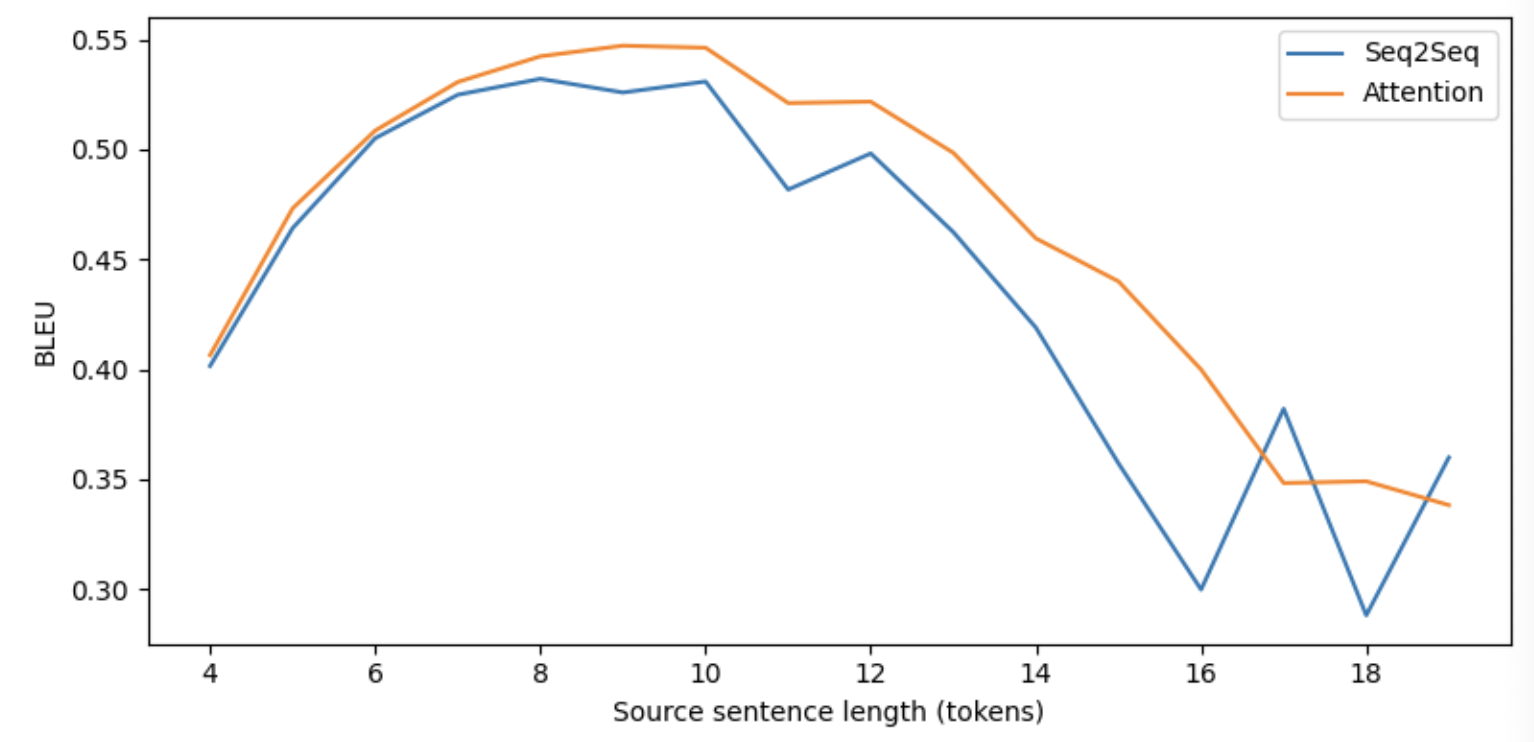 0.55
0.50
0.45
0.40
0.35
0.30
BLEU
Seq2Seq
Attention
4 6 8 10 12 14 16 18
Source sentence length (tokens)